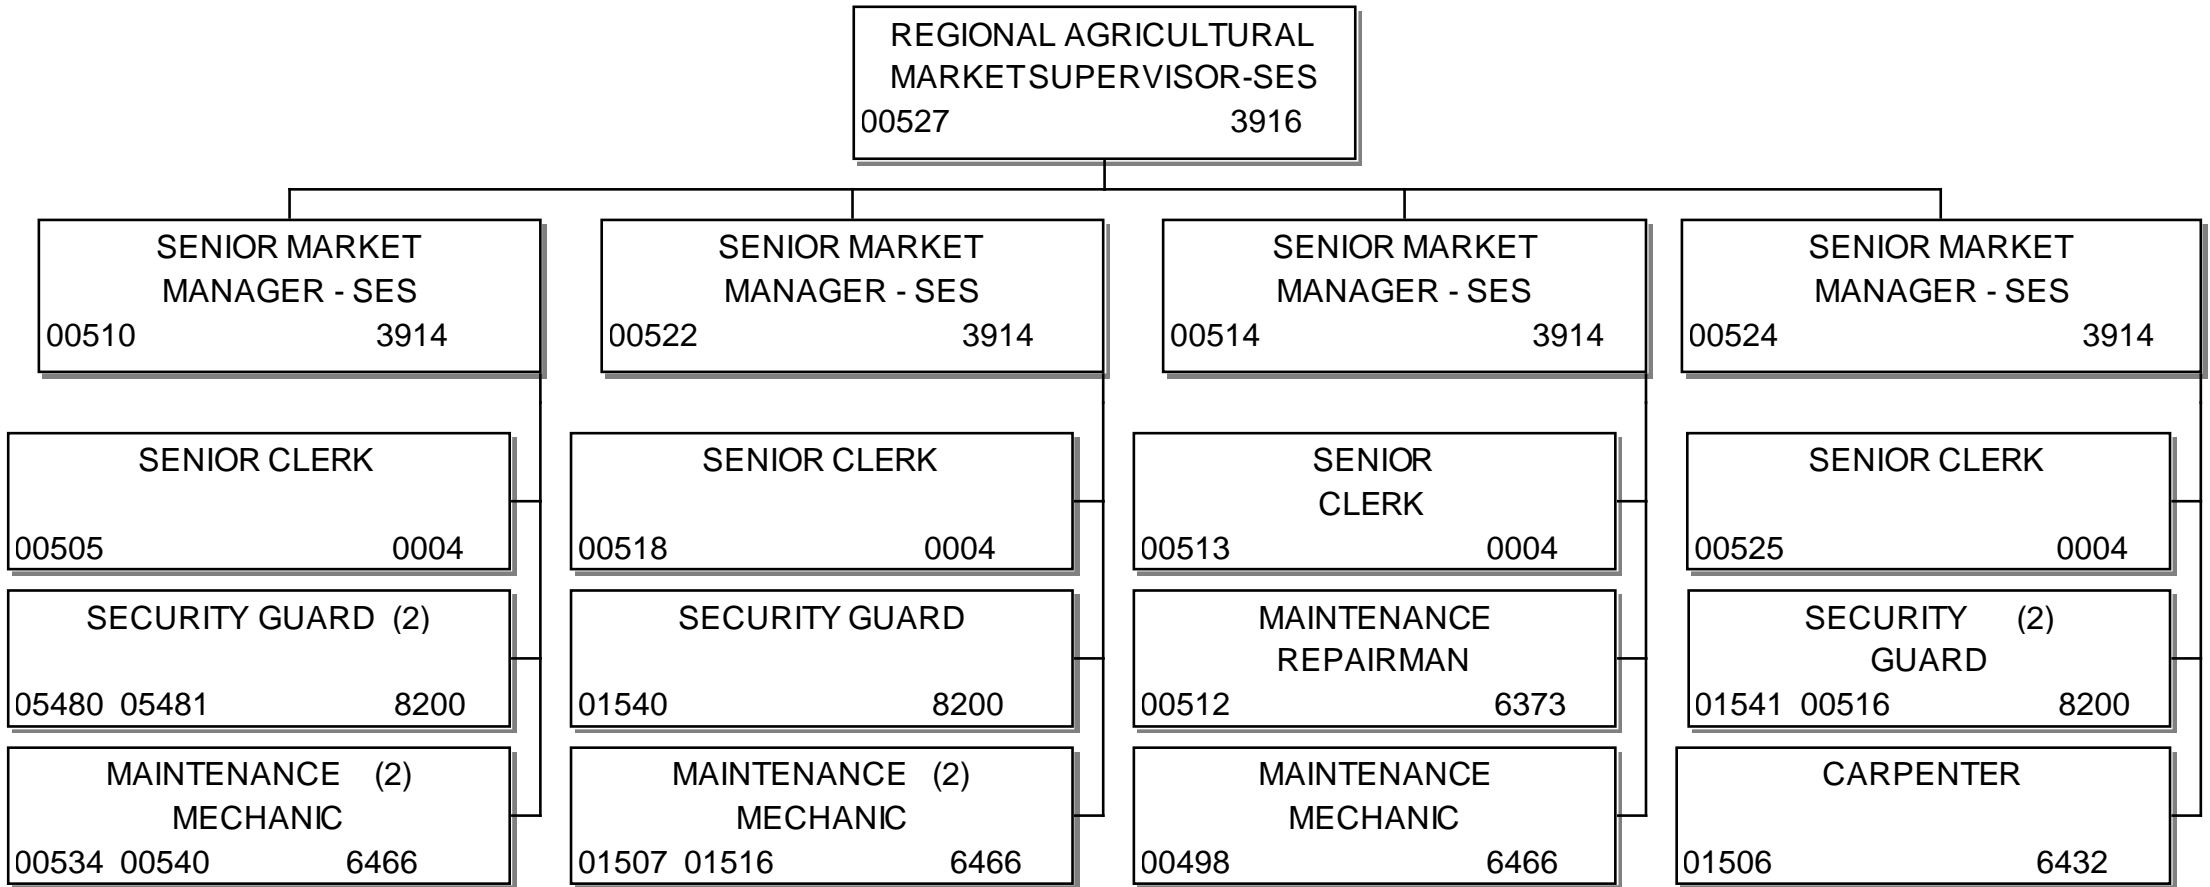 REGIONAL AGRICULTURAL
MARKET SUPERVISOR-SES
00527 3916
SENIOR MARKET
MANAGER - SES
00510 3914
SENIOR MARKET
MANAGER - SES
00522 3914
SENIOR MARKET
MANAGER - SES
00514 3914
SENIOR MARKET
MANAGER - SES
00524 3914
SENIOR CLERK
00505 0004
SENIOR CLERK
00518 0004
SENIOR
CLERK
00513 0004
SENIOR CLERK
00525 0004
SECURITY GUARD (2)
05480 05481 8200
SECURITY GUARD
01540 8200
MAINTENANCE
REPAIRMAN
00512 6373
SECURITY (2)
GUARD
01541 00516 8200
MAINTENANCE (2)
MECHANIC
00534 00540 6466
MAINTENANCE (2)
MECHANIC
01507 01516 6466
MAINTENANCE
MECHANIC
00498 6466
CARPENTER
01506 6432